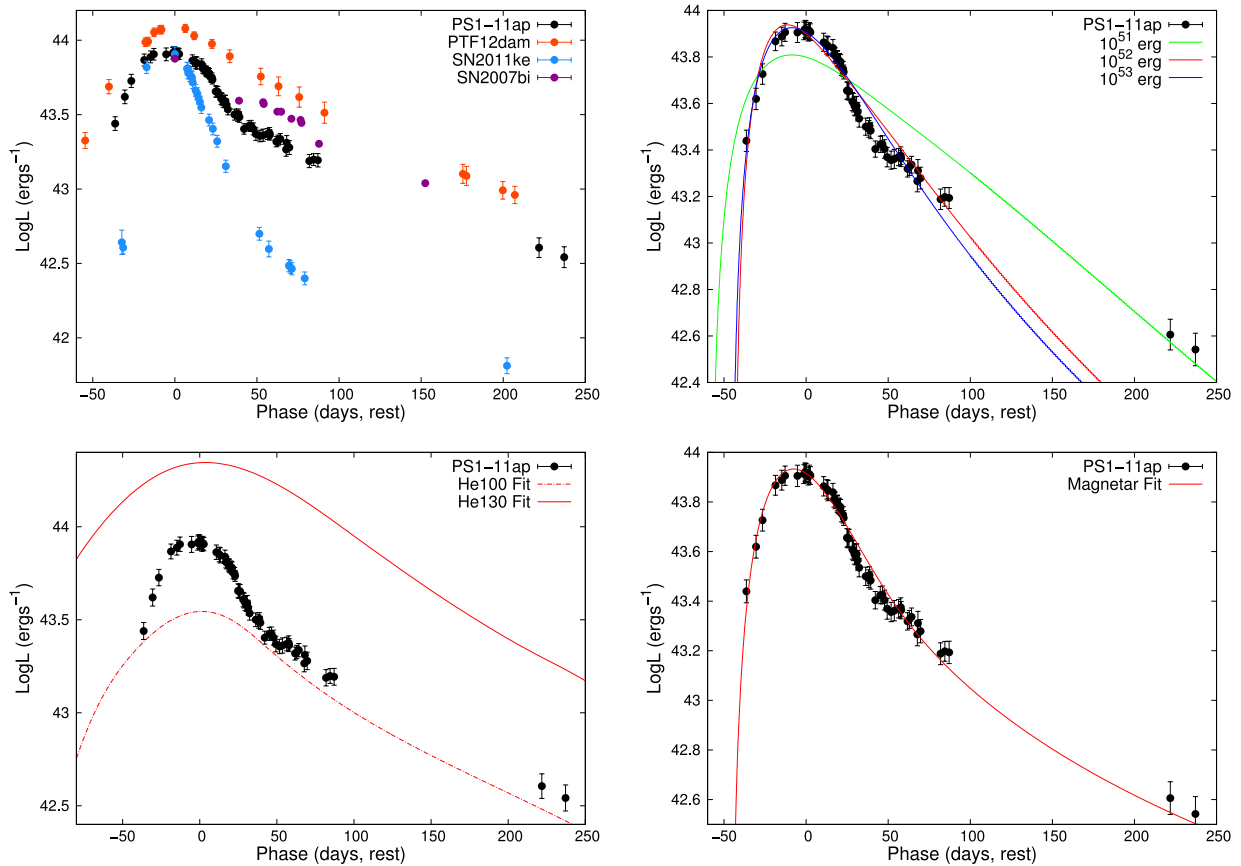 PS1-11ap
PTF12dam
SN2011ke
SN2007bi
LogL (ergs⁻¹)
44
43.5
43
42.5
42
-50 0 50 100 150 200 250
Phase (days, rest)
PS1-11ap
10⁵¹ erg
10⁵² erg
10⁵³ erg
LogL (ergs⁻¹)
44
43.8
43.6
43.4
43.2
43
42.8
42.6
42.4
-50 0 50 100 150 200 250
Phase (days, rest)
PS1-11ap
He100 Fit
He130 Fit
LogL (ergs⁻¹)
44
43.5
43
42.5
-50 0 50 100 150 200 250
Phase (days, rest)
PS1-11ap
Magnetar Fit
LogL (ergs⁻¹)
44
43.8
43.6
43.4
43.2
43
42.8
42.6
-50 0 50 100 150 200 250
Phase (days, rest)